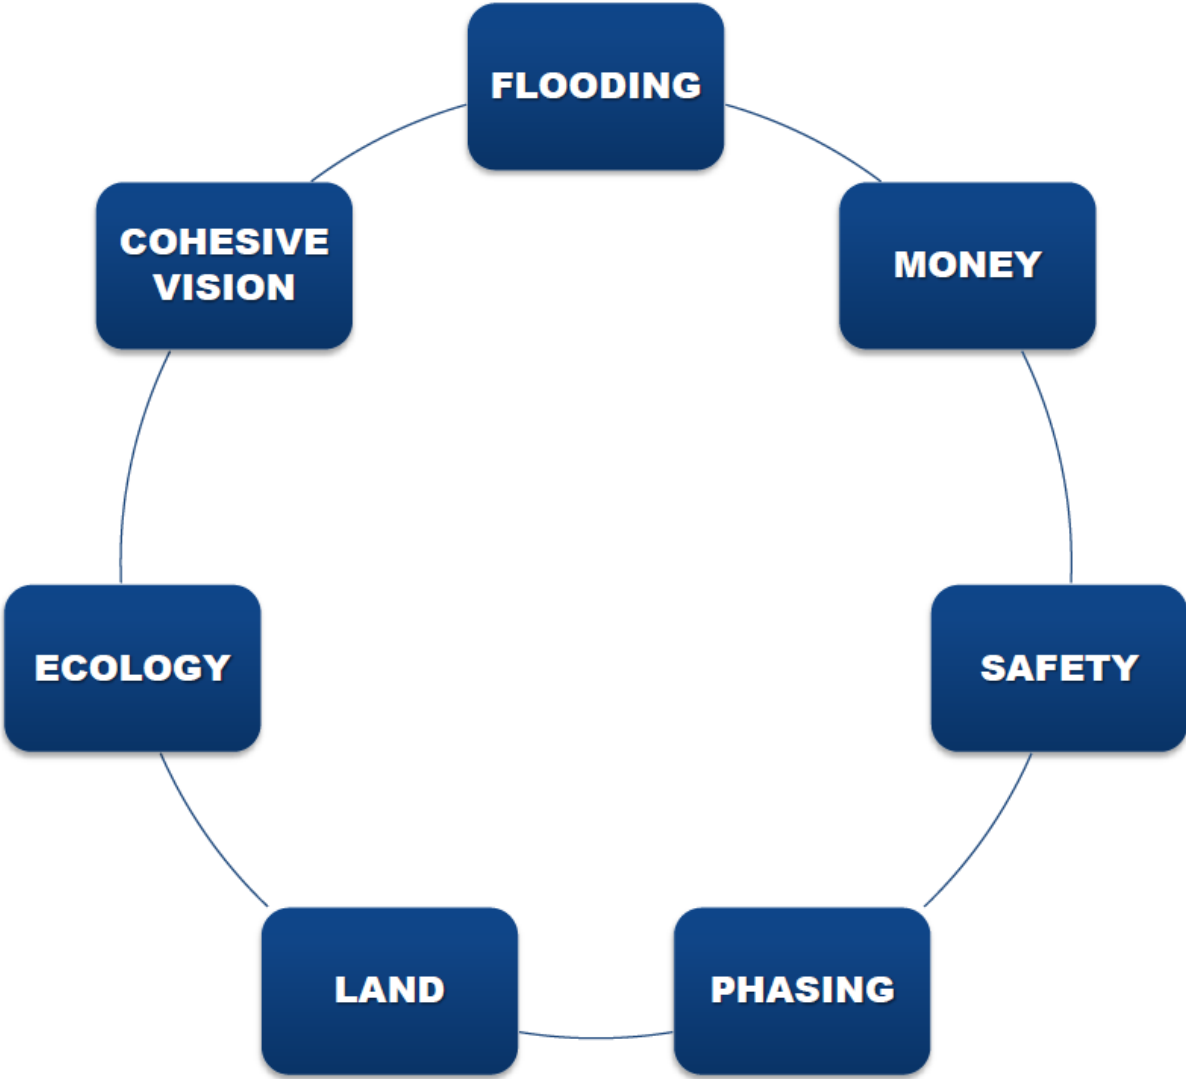 FLOODING
MONEY
SAFETY
PHASING
LAND
ECOLOGY
COHESIVE
VISION